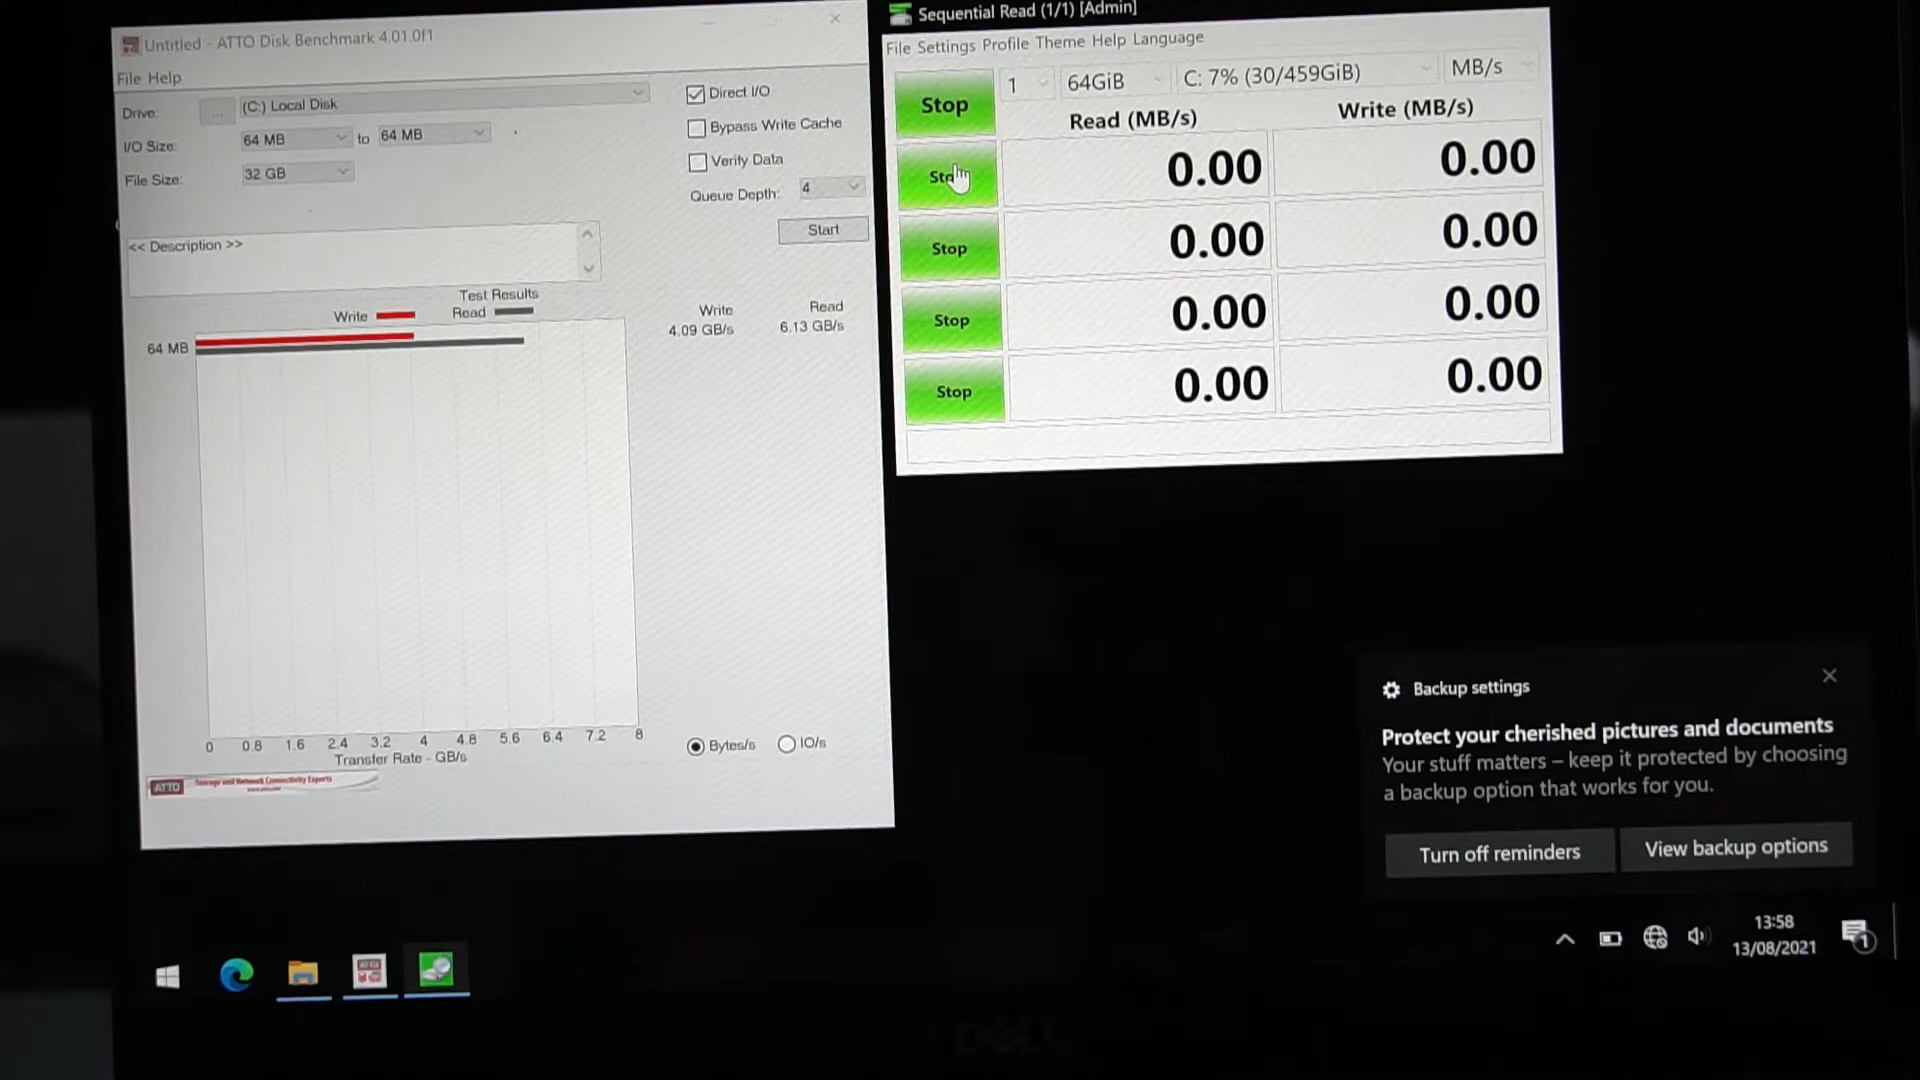 Untitled - ATTO Disk Benchmark 4.01.0f1
File Help
Drive:
...
(C:) Local Disk
I/O Size:
64 MB
to
64 MB
File Size:
32 GB
Direct I/O
Bypass Write Cache
Verify Data
Queue Depth:
4
Start
<< Description >>
Test Results
Write
Read
Write
Read
4.09 GB/s
6.13 GB/s
64 MB
0 0.8 1.6 2.4 3.2 4 4.8 5.6 6.4 7.2 8
Transfer Rate - GB/s
Bytes/s
IO/s
ATTO
Storage and Network Connectivity Experts
Sequential Read (1/1) [Admin]
File Settings Profile Theme Help Language
Stop
1
64GiB
C: 7% (30/459GiB)
MB/s
Read (MB/s)
Write (MB/s)
0.00
0.00
Stop
0.00
0.00
Stop
0.00
0.00
Stop
0.00
0.00
Backup settings
Protect your cherished pictures and documents
Your stuff matters – keep it protected by choosing
a backup option that works for you.
Turn off reminders
View backup options
13:58
13/08/2021
1
DELL